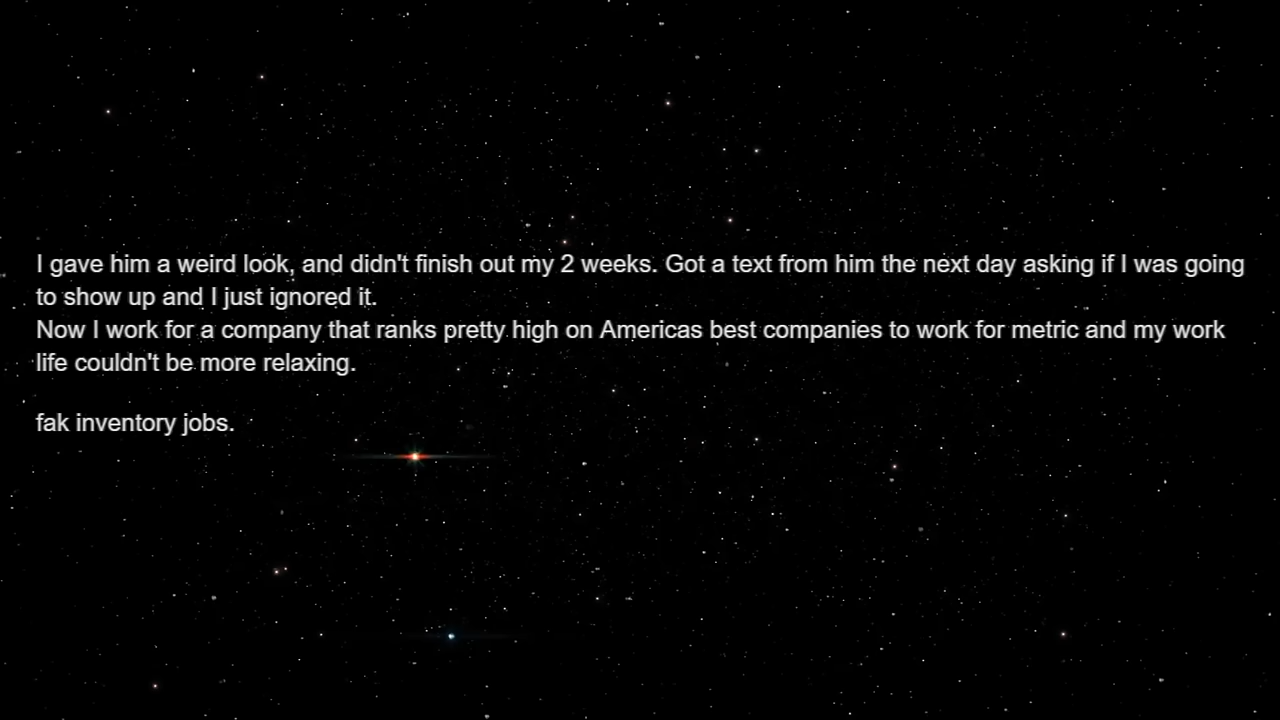 I gave him a weird look, and didn't finish out my 2 weeks. Got a text from him the next day asking if I was going
to show up and I just ignored it.
Now I work for a company that ranks pretty high on Americas best companies to work for metric and my work
life couldn't be more relaxing.
fak inventory jobs.